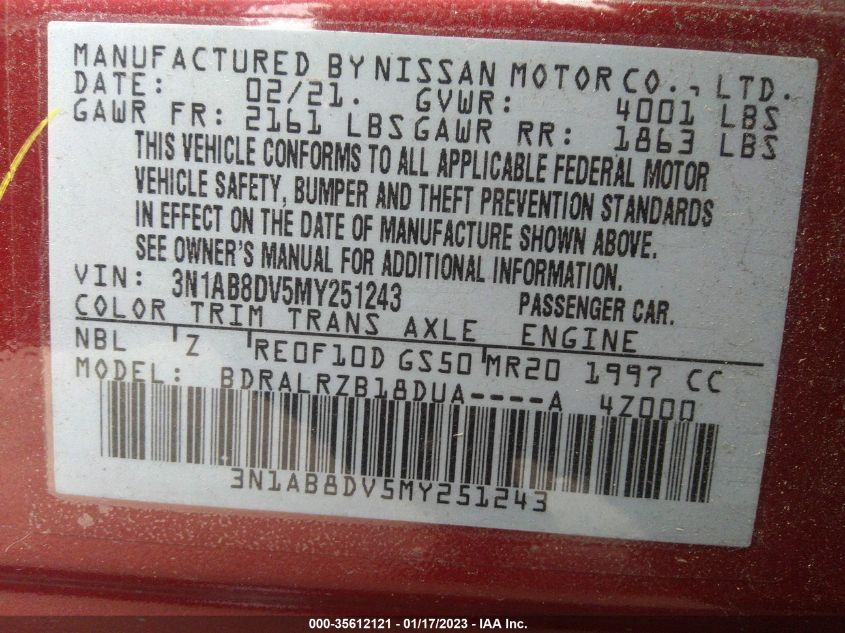 MANUFACTURED BY NISSAN MOTOR CO., LTD.
DATE: 02/21. GVWR: 4001 LBS
GAWR FR: 2161 LBS GAWR RR: 1863 LBS
THIS VEHICLE CONFORMS TO ALL APPLICABLE FEDERAL MOTOR
VEHICLE SAFETY, BUMPER AND THEFT PREVENTION STANDARDS
IN EFFECT ON THE DATE OF MANUFACTURE SHOWN ABOVE.
SEE OWNER'S MANUAL FOR ADDITIONAL INFORMATION.
VIN: 3N1AB8DV5MY251243 PASSENGER CAR.
COLOR TRIM TRANS AXLE ENGINE
NBL Z RE0F10D GS50 MR20 1997 CC
MODEL: BDRALRZB18DUA----A 4Z000
3N1AB8DV5MY251243
000-35612121 - 01/17/2023 - IAA Inc.